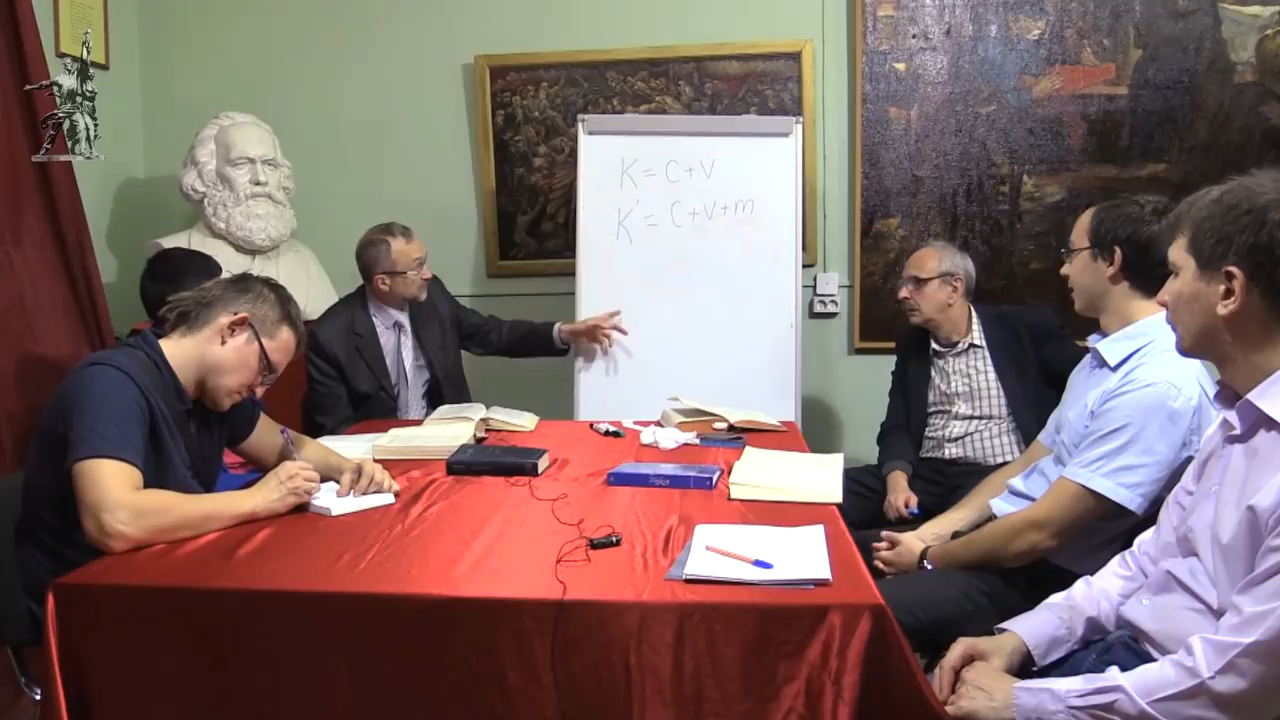 K = C + V
K' = C + V + m